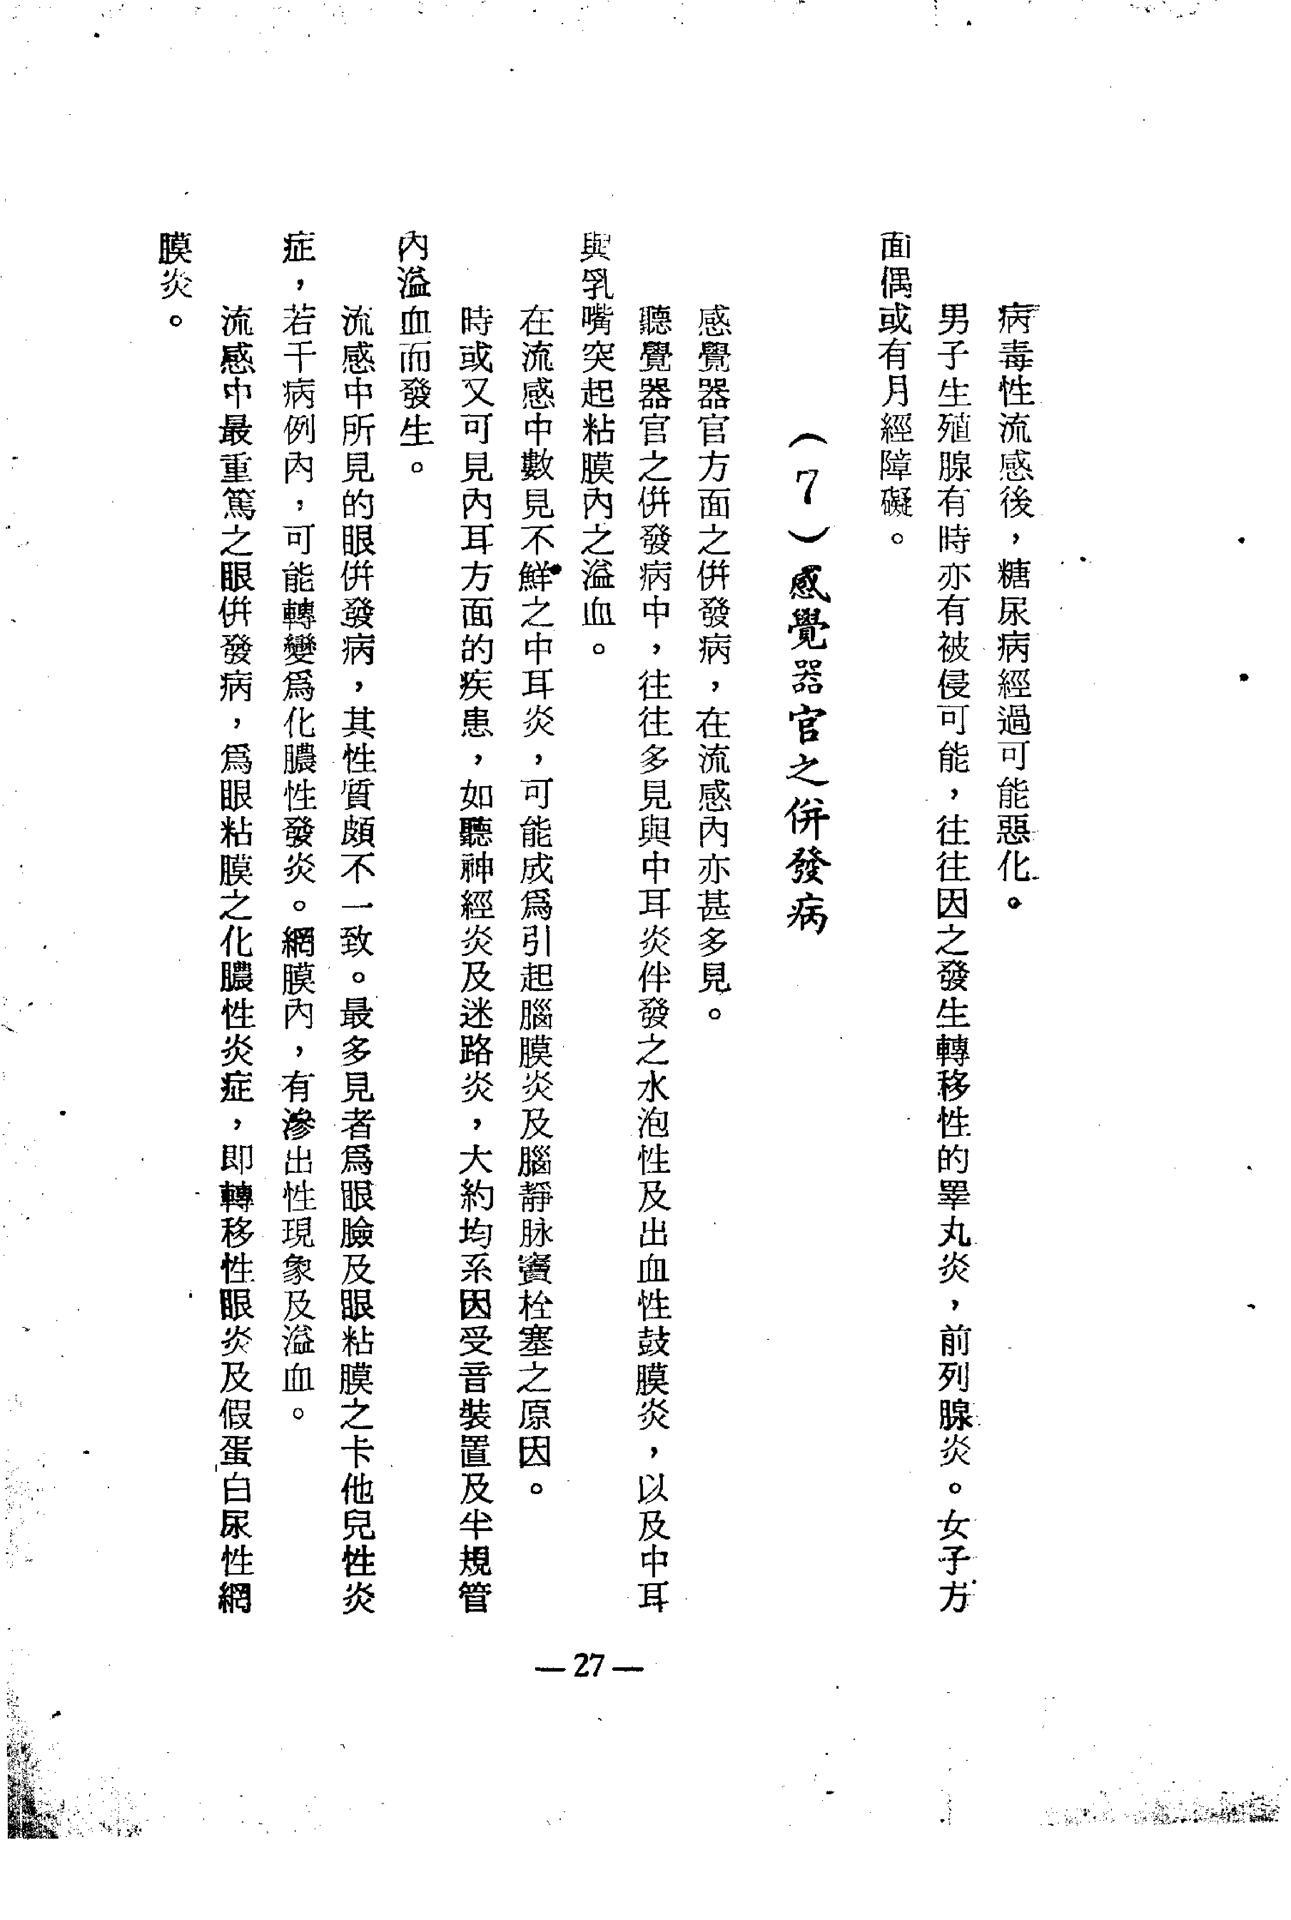 病毒性流感後，糖尿病經過可能惡化。
男子生殖腺有時亦有被侵可能，往往因之發生轉移性的睪丸炎，前列腺炎。女子方
面偶或有月經障礙。
（7）感覺器官之併發病
感覺器官方面之併發病，在流感內亦甚多見。
聽覺器官之併發病中，往往多見與中耳炎伴發之水泡性及出血性鼓膜炎，以及中耳
與乳嘴突起粘膜內之溢血。
在流感中數見不鮮之中耳炎，可能成爲引起腦膜炎及腦靜脉竇栓塞之原因。
時或又可見內耳方面的疾患，如聽神經炎及迷路炎，大約均系因受音裝置及半規管
內溢血而發生。
流感中所見的眼併發病，其性質頗不一致。最多見者爲眼臉及眼粘膜之卡他兒性炎
症，若干病例內，可能轉變爲化膿性發炎。網膜內，有滲出性現象及溢血。
流感中最重篤之眼併發病，爲眼粘膜之化膿性炎症，即轉移性眼炎及假蛋白尿性網
膜炎。
—27—